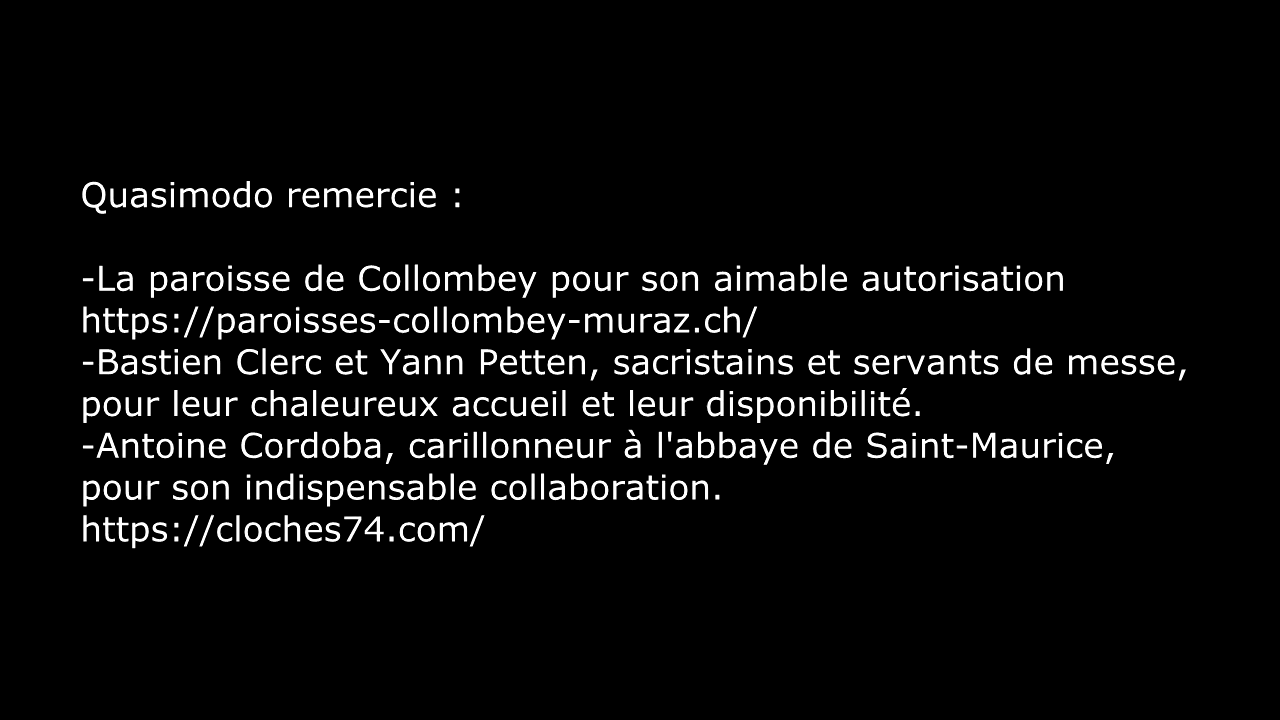 Quasimodo remercie :
-La paroisse de Collombey pour son aimable autorisation
https://paroisses-collombey-muraz.ch/
-Bastien Clerc et Yann Petten, sacristains et servants de messe,
pour leur chaleureux accueil et leur disponibilité.
-Antoine Cordoba, carillonneur à l'abbaye de Saint-Maurice,
pour son indispensable collaboration.
https://cloches74.com/